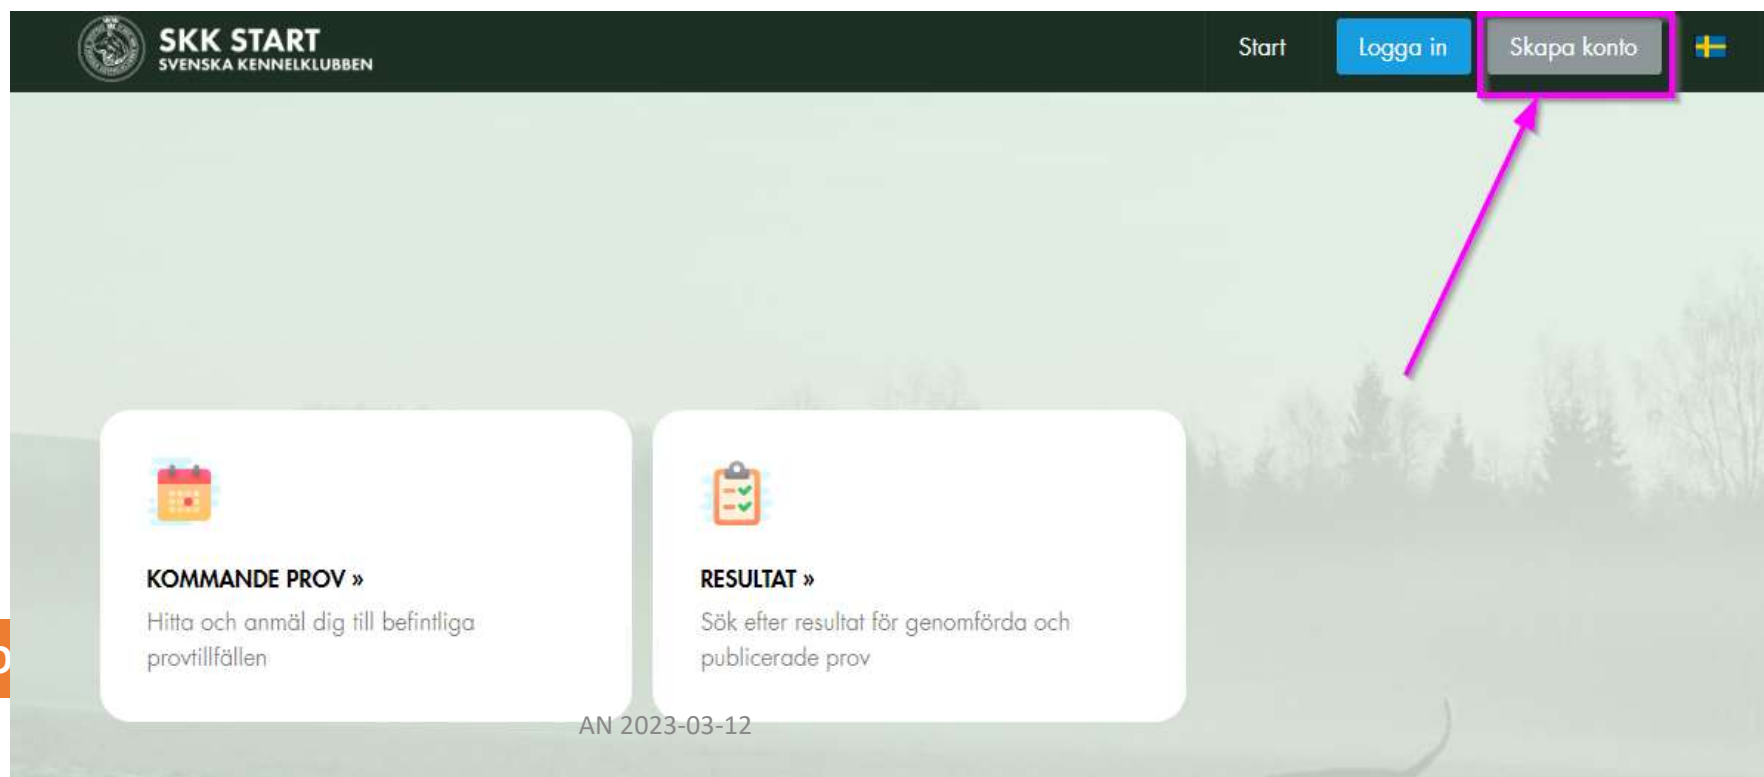 SKK START
SVENSKA KENNELKLUBBEN
Start
Logga in
Skapa konto
KOMMANDE PROV »
Hitta och anmäl dig till befintliga
provtillfällen
RESULTAT »
Sök efter resultat för genomförda och
publicerade prov
AN 2023-03-12